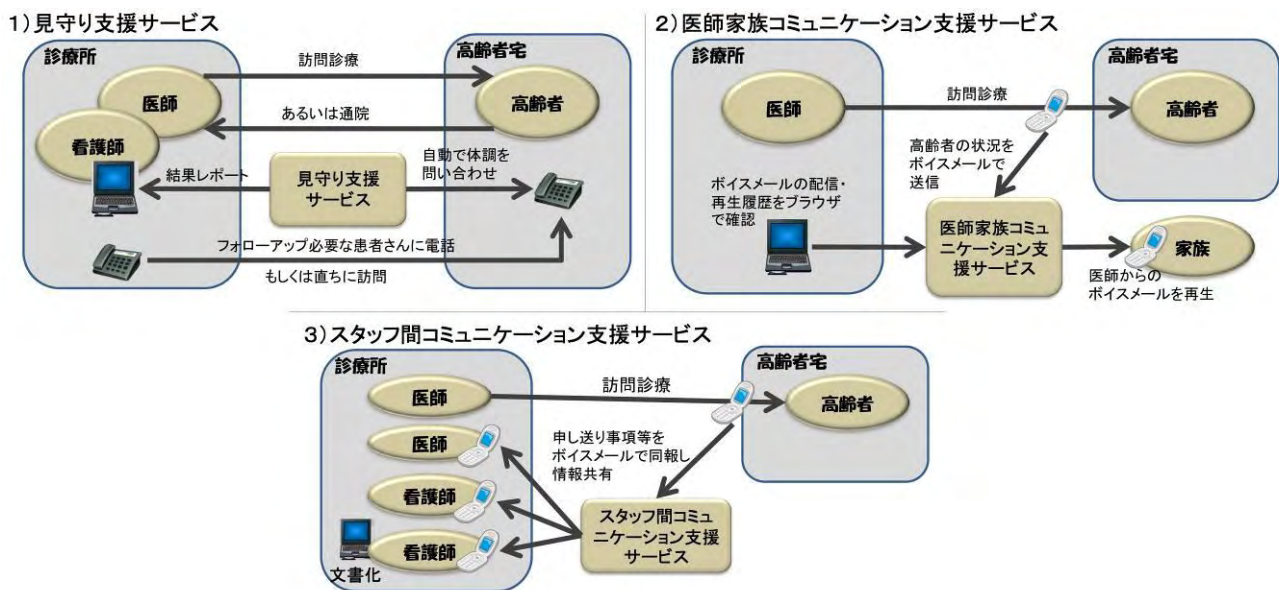 1）見守り支援サービス
診療所
高齢者宅
訪問診療
医師
高齢者
あるいは通院
看護師
自動で体調を
問い合わせ
結果レポート
見守り支援
サービス
フォローアップ必要な患者さんに電話
もしくは直ちに訪問
2）医師家族コミュニケーション支援サービス
診療所
高齢者宅
医師
訪問診療
高齢者
高齢者の状況を
ボイスメールで
送信
ボイスメールの配信・
再生履歴をブラウザ
で確認
医師家族コミュ
ニケーション支
援サービス
家族
医師からの
ボイスメールを再生
3）スタッフ間コミュニケーション支援サービス
診療所
高齢者宅
訪問診療
医師
高齢者
医師
申し送り事項等を
ボイスメールで同報し
情報共有
看護師
スタッフ間コミュ
ニケーション支援
サービス
看護師
文書化